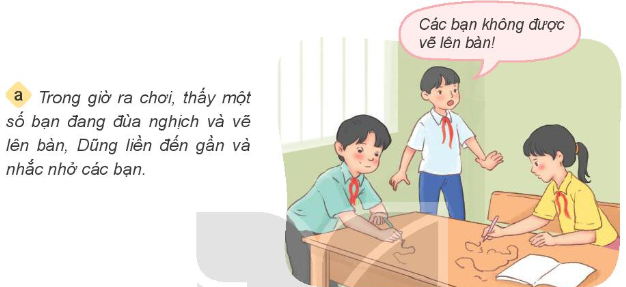 Các bạn không được
vẽ lên bàn!
a Trong giờ ra chơi, thấy một
số bạn đang đùa nghịch và vẽ
lên bàn, Dũng liền đến gần và
nhắc nhở các bạn.